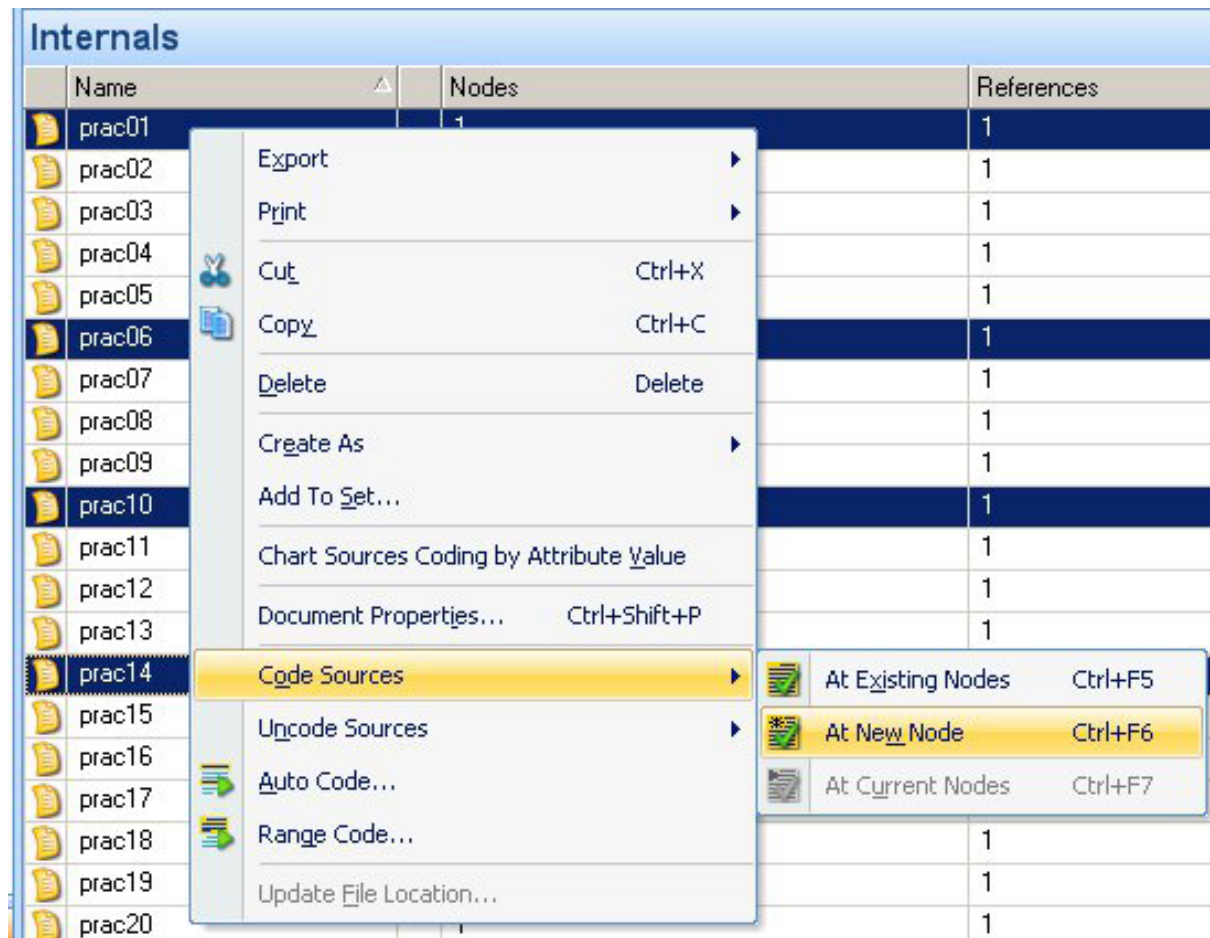 Internals
Name Nodes References
prac01 1 1
prac02 1
prac03 1
prac04 1
prac05 1
prac06 1
prac07 1
prac08 1
prac09 1
prac10 1
prac11 1
prac12 1
prac13 1
prac14
prac15
prac16
prac17
prac18 1
prac19 1
prac20 1
Export
Print
Cut Ctrl+X
Copy Ctrl+C
Delete Delete
Create As
Add To Set...
Chart Sources Coding by Attribute Value
Document Properties... Ctrl+Shift+P
Code Sources
Uncode Sources
Auto Code...
Range Code...
Update File Location...
At Existing Nodes Ctrl+F5
At New Node Ctrl+F6
At Current Nodes Ctrl+F7